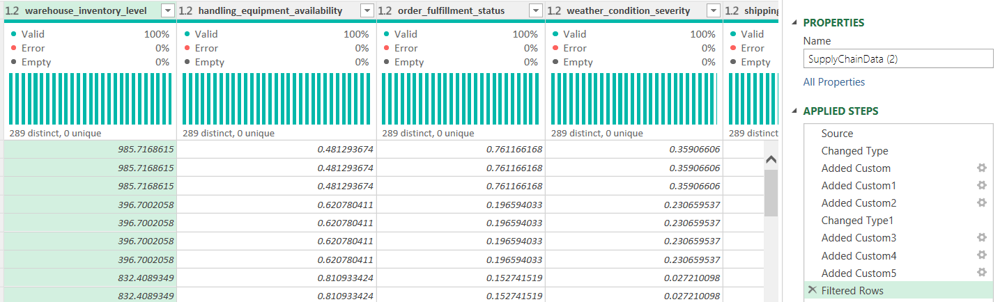 1.2 warehouse_inventory_level 1.2 handling_equipment_availability 1.2 order_fulfillment_status 1.2 weather_condition_severity 1.2 shipping
Valid 100% Valid 100% Valid 100% Valid 100% Valid
Error 0% Error 0% Error 0% Error 0% Error
Empty 0% Empty 0% Empty 0% Empty 0% Empty
289 distinct, 0 unique 289 distinct, 0 unique 289 distinct, 0 unique 289 distinct, 0 unique 289 distinct
985.7168615 0.481293674 0.761166168 0.35906606
985.7168615 0.481293674 0.761166168 0.35906606
985.7168615 0.481293674 0.761166168 0.35906606
396.7002058 0.620780411 0.196594033 0.230659537
396.7002058 0.620780411 0.196594033 0.230659537
396.7002058 0.620780411 0.196594033 0.230659537
396.7002058 0.620780411 0.196594033 0.230659537
832.4089349 0.810933424 0.152741519 0.027210098
832.4089349 0.810933424 0.152741519 0.027210098
PROPERTIES
Name
SupplyChainData (2)
All Properties
APPLIED STEPS
Source
Changed Type
Added Custom
Added Custom1
Added Custom2
Changed Type1
Added Custom3
Added Custom4
Added Custom5
Filtered Rows